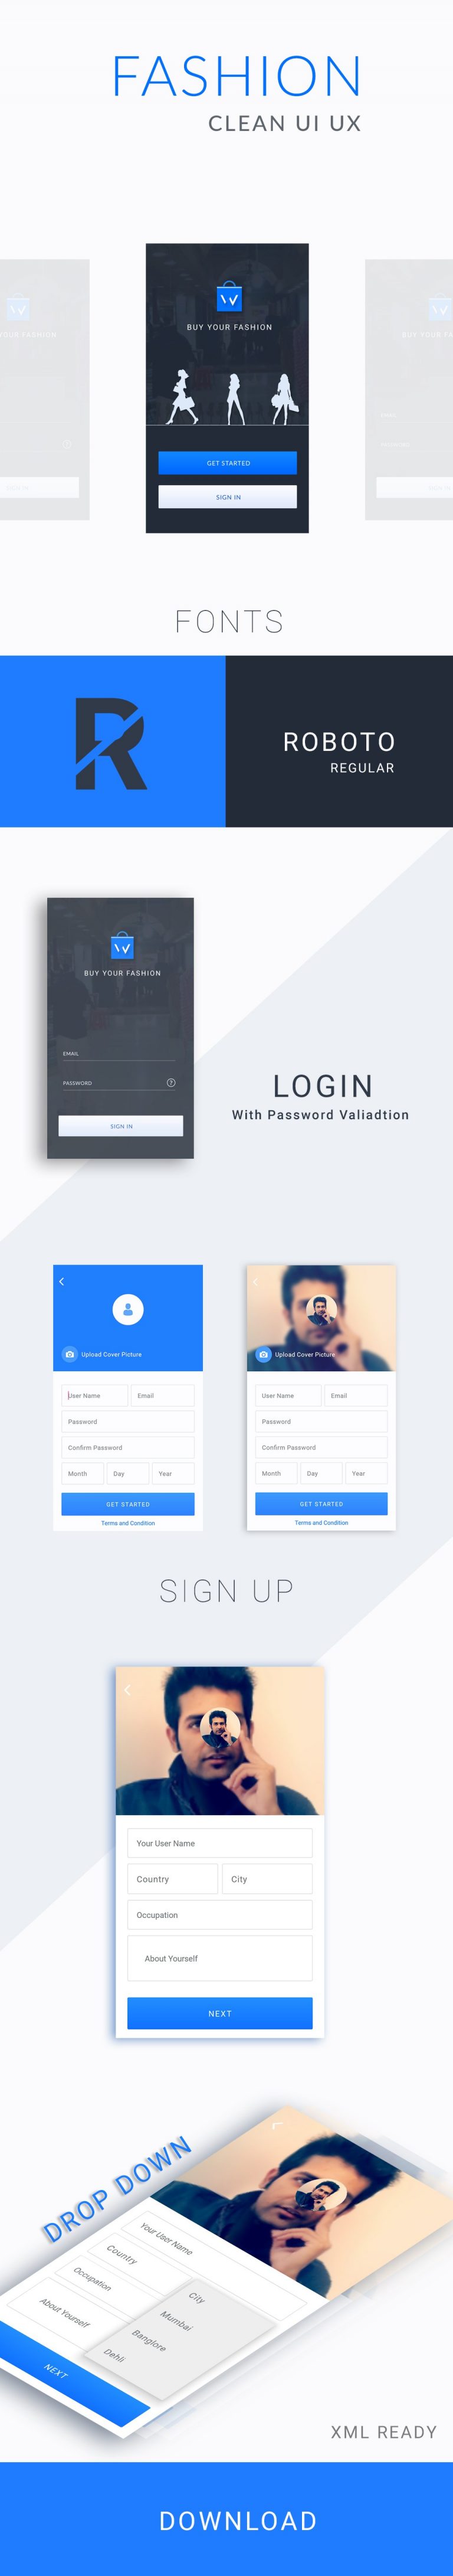 FASHION
CLEAN UI UX
YOUR FASHION
BUY YOUR FASHION
GET STARTED
SIGN IN
FONTS
ROBOTO
REGULAR
BUY YOUR FASHION
EMAIL
PASSWORD
?
SIGN IN
LOGIN
With Password Valiadtion
Upload Cover Picture
User Name
Email
Password
Confirm Password
Month
Day
Year
GET STARTED
Terms and Condition
Upload Cover Picture
User Name
Email
Password
Confirm Password
Month
Day
Year
GET STARTED
Terms and Condition
SIGN UP
Your User Name
Country
City
Occupation
About Yourself
NEXT
DROP DOWN
Your User Name
Country
City
Occupation
Mumbai
About Yourself
Banglore
Dehli
NEXT
XML READY
DOWNLOAD